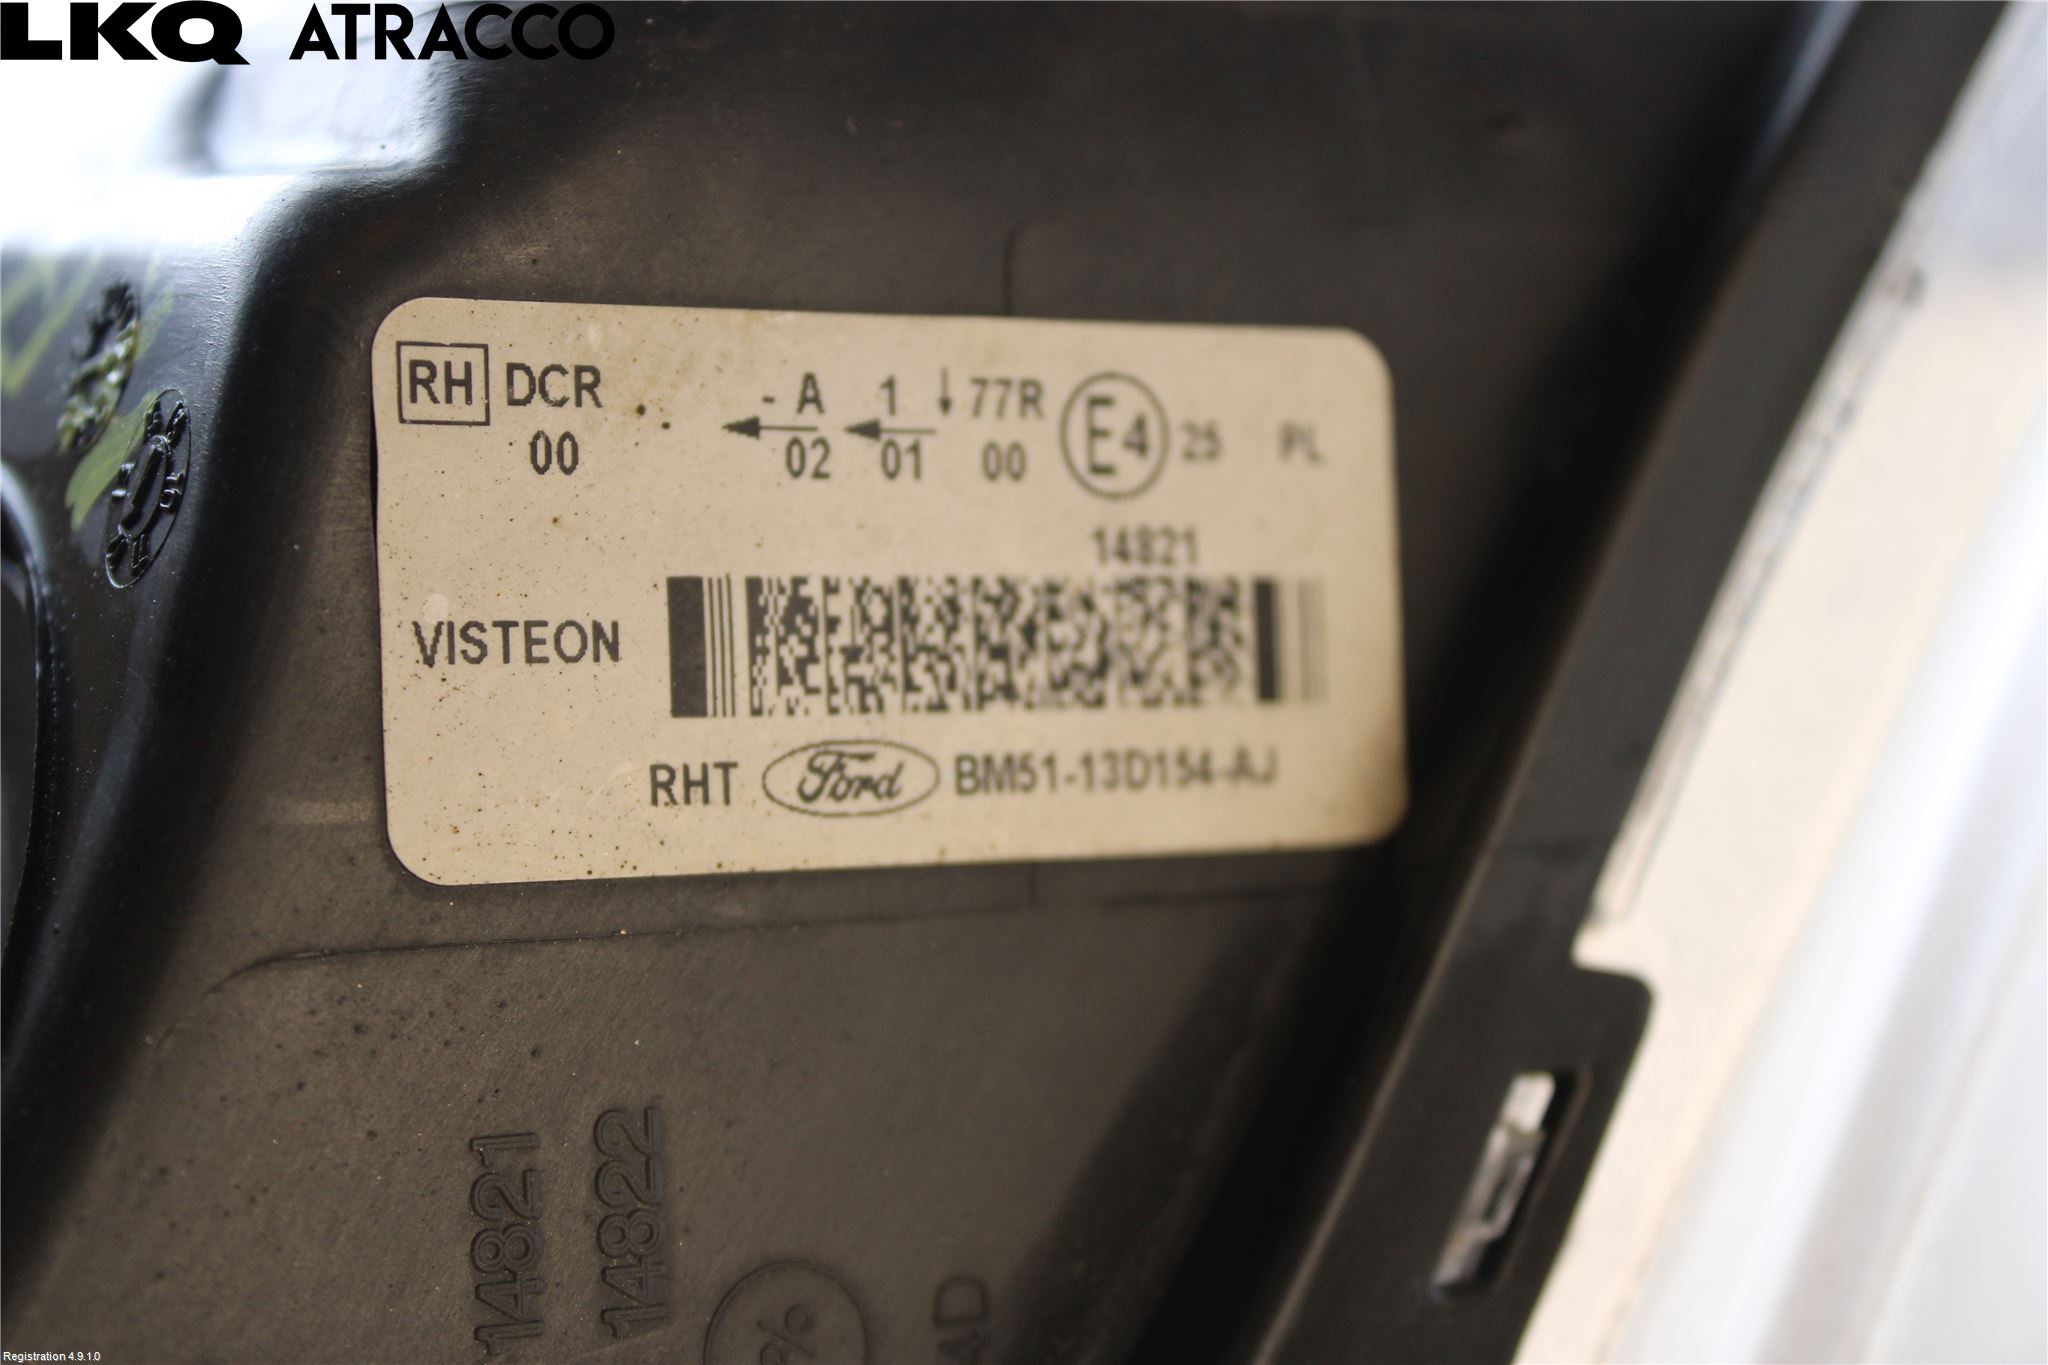 LKQ ATRACCO
RH DCR - A 1 ↓ 77R E4 25 PL
00 02 01 00
14821
VISTEON
RHT Ford BM51-13D154-AJ
14821
14822
4D
Registration 4.9.1.0